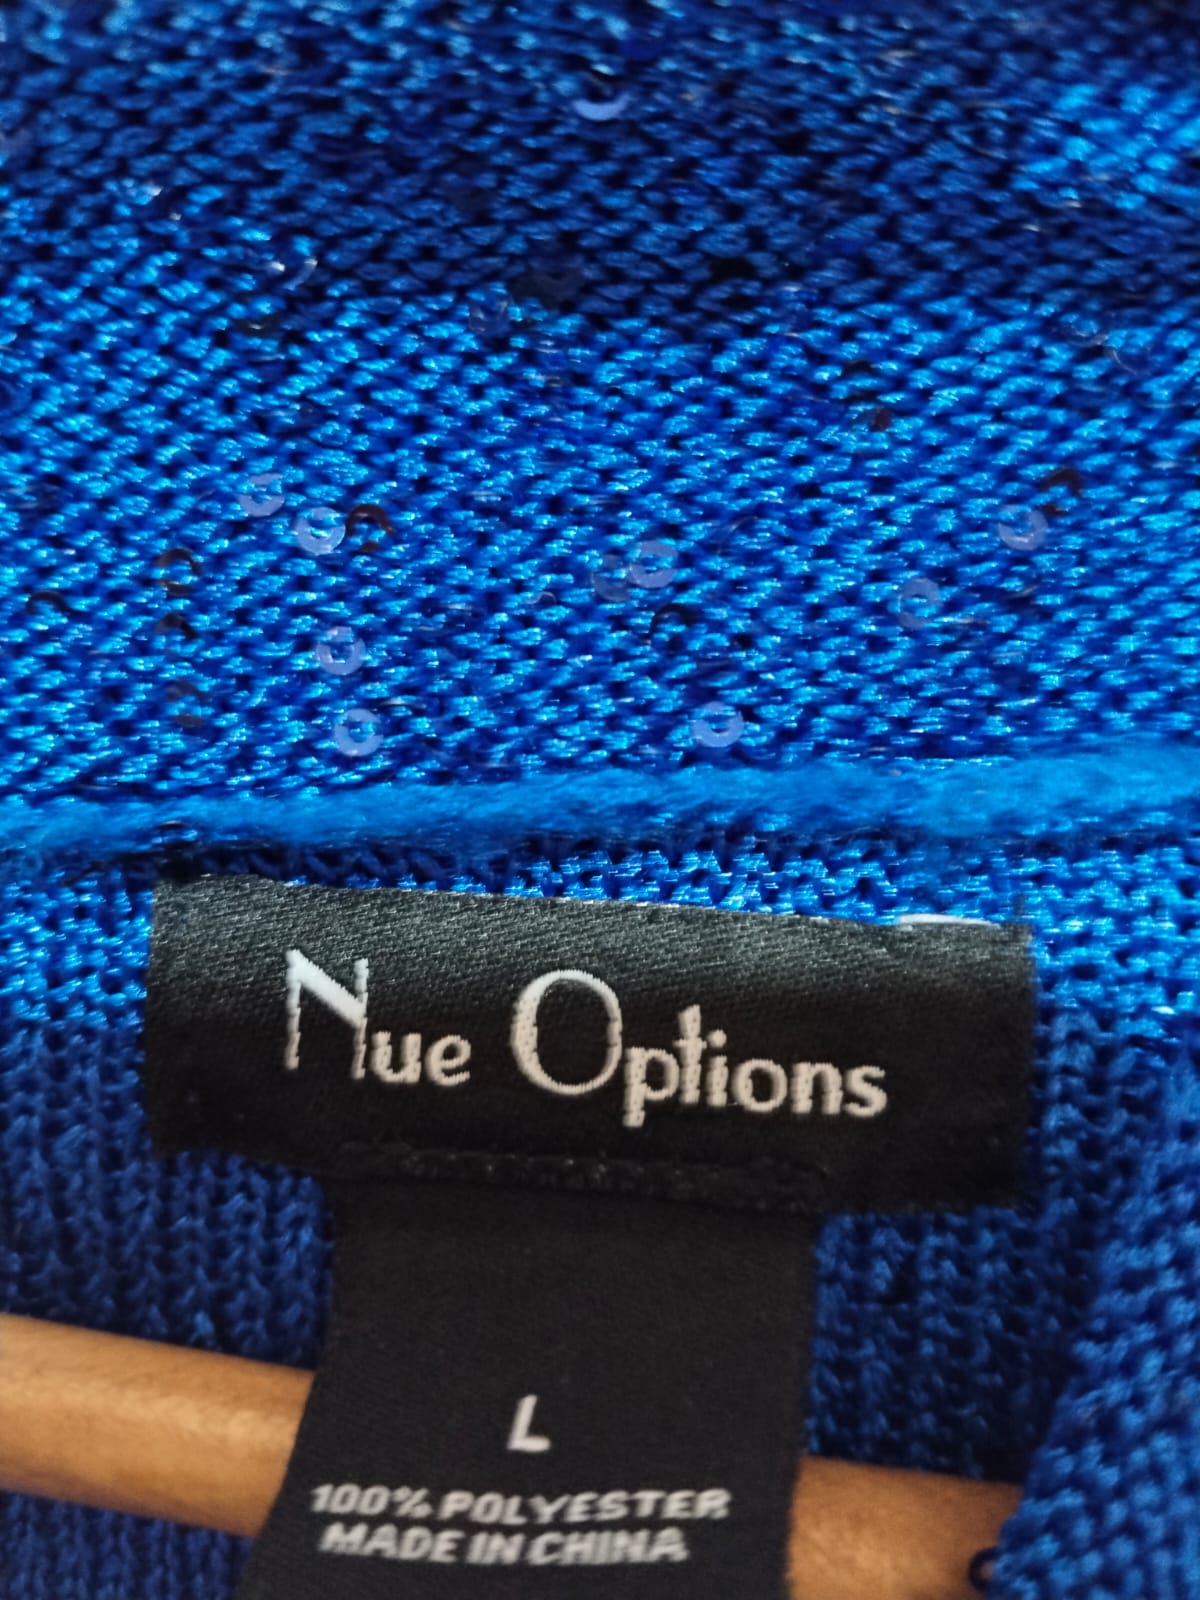 Nue Options
L
100% POLYESTER
MADE IN CHINA